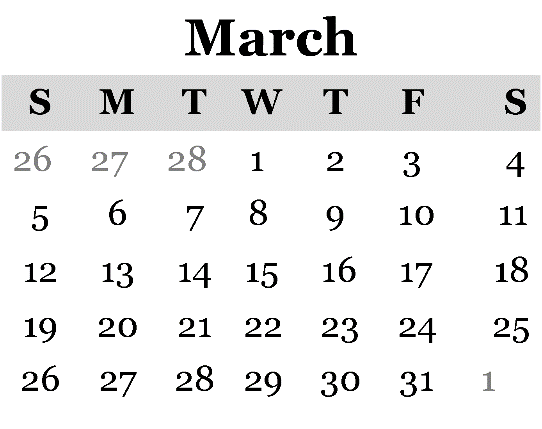 March
S M T W T F S
26 27 28 1 2 3 4
5 6 7 8 9 10 11
12 13 14 15 16 17 18
19 20 21 22 23 24 25
26 27 28 29 30 31 1